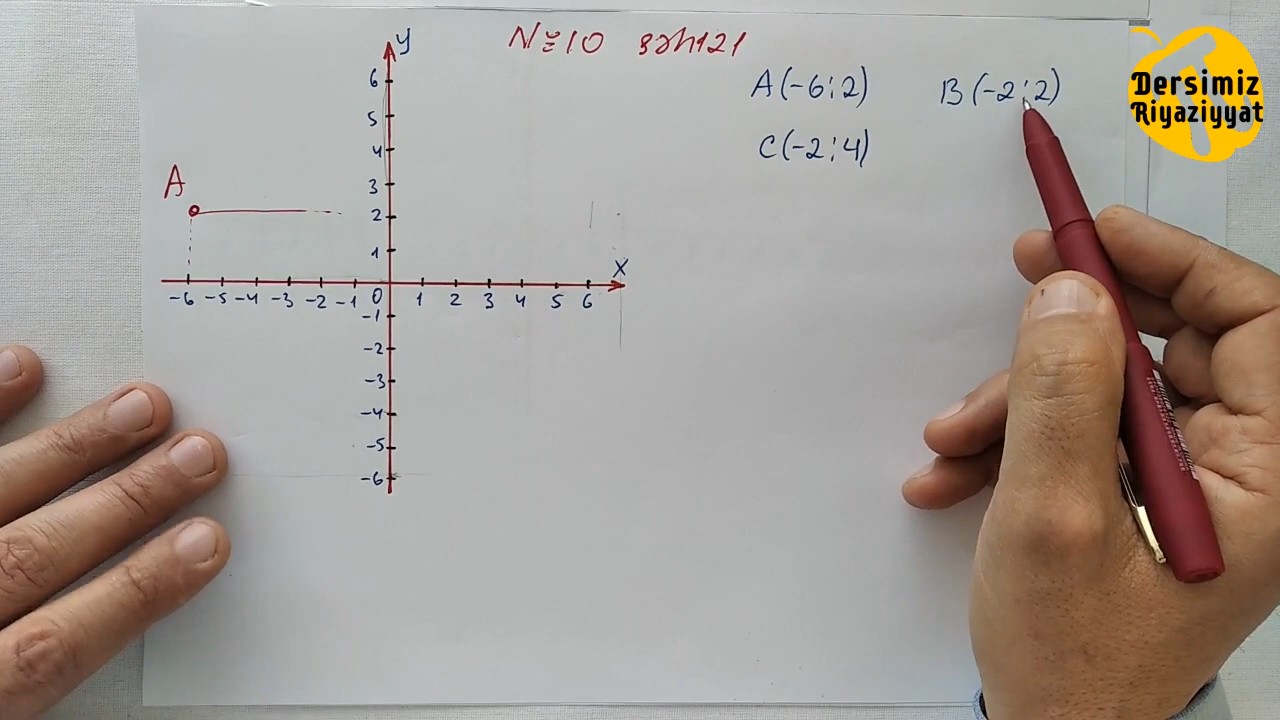 №10 səh121
A(-6;2) B(-2;2)
C(-2;4)
Dersimiz
Riyaziyyat
y
6
5
4
3
2
1
A
x
-6 -5 -4 -3 -2 -1 0 1 2 3 4 5 6
-1
-2
-3
-4
-5
-6